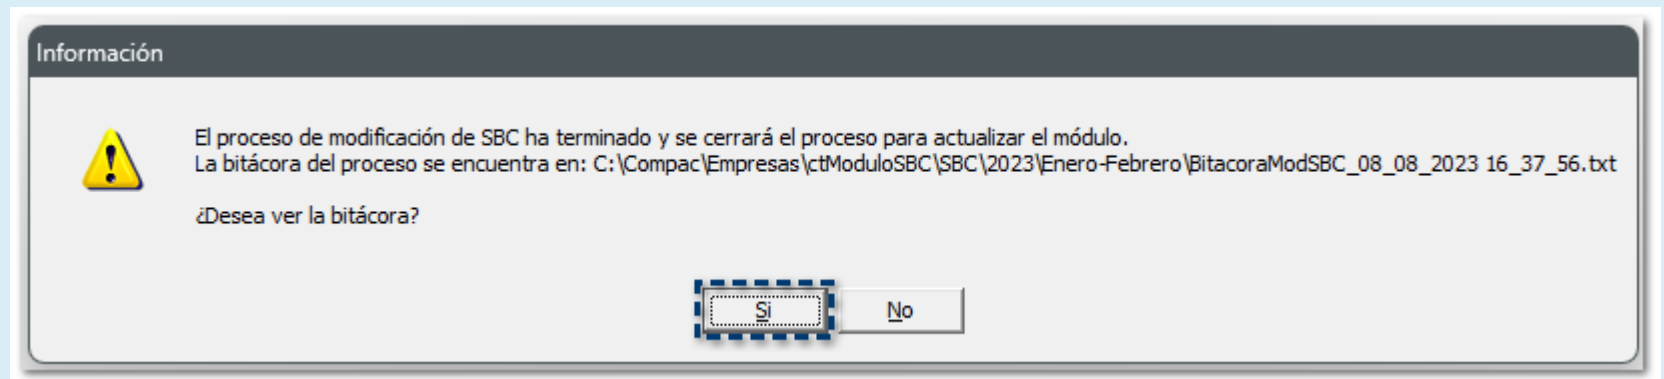 Información
El proceso de modificación de SBC ha terminado y se cerrará el proceso para actualizar el módulo.
La bitácora del proceso se encuentra en: C:\Compac\Empresas\ctModuloSBC\SBC\2023\Enero-Febrero\BitacoraModSBC_08_08_2023 16_37_56.txt
¿Desea ver la bitácora?
Si No